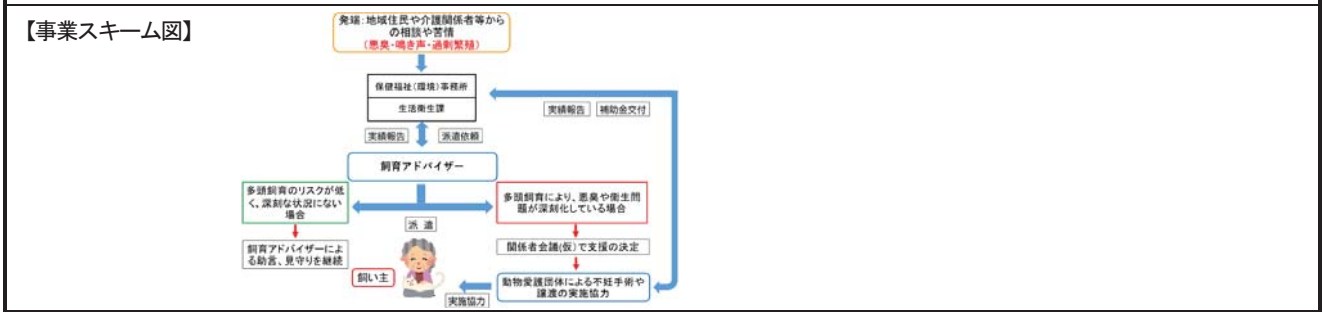 【事業スキーム図】
発端:地域住民や介護関係者等から
の相談や苦情
(悪臭・鳴き声・過剰繁殖)
保健福祉(環境)事務所
生活衛生課
実績報告
補助金交付
実績報告
派遣依頼
飼育アドバイザー
多頭飼育のリスクが低
く、深刻な状況にない
場合
多頭飼育により、悪臭や衛生問
題が深刻化している場合
派 遣
飼育アドバイザーによ
る助言、見守りを継続
関係者会議(仮)で支援の決定
飼い主
動物愛護団体による不妊手術や
譲渡の実施協力
実施協力